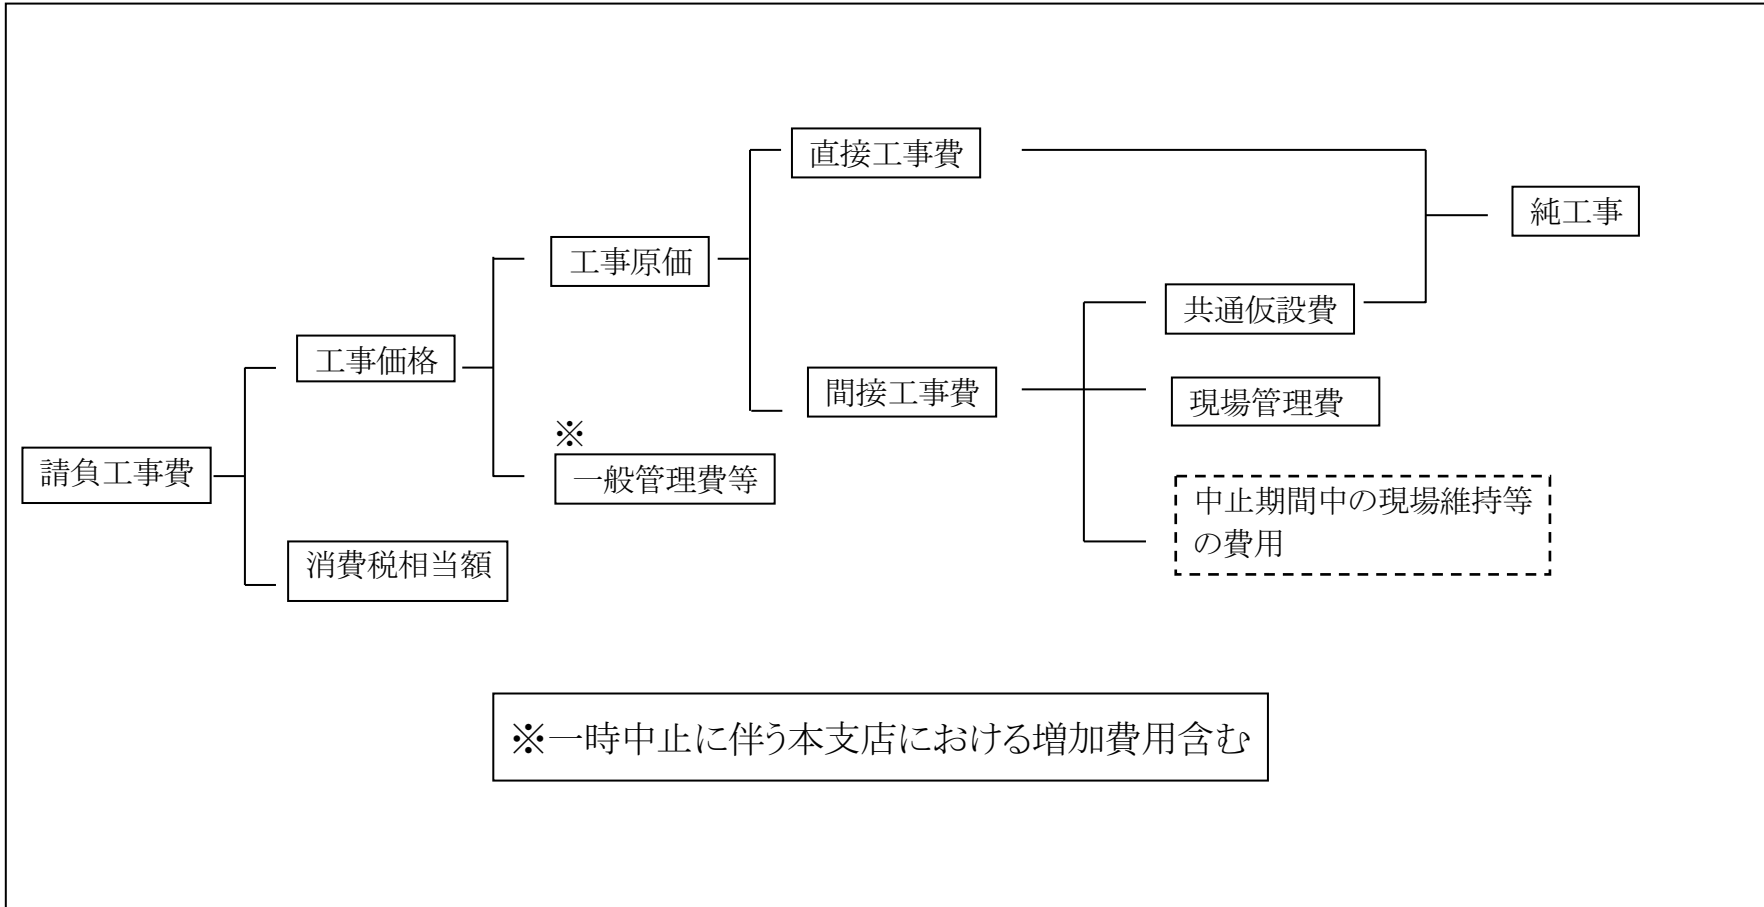 直接工事費
純工事
工事原価
共通仮設費
工事価格
間接工事費
現場管理費
※
請負工事費
一般管理費等
中止期間中の現場維持等
の費用
消費税相当額
※一時中止に伴う本支店における増加費用含む